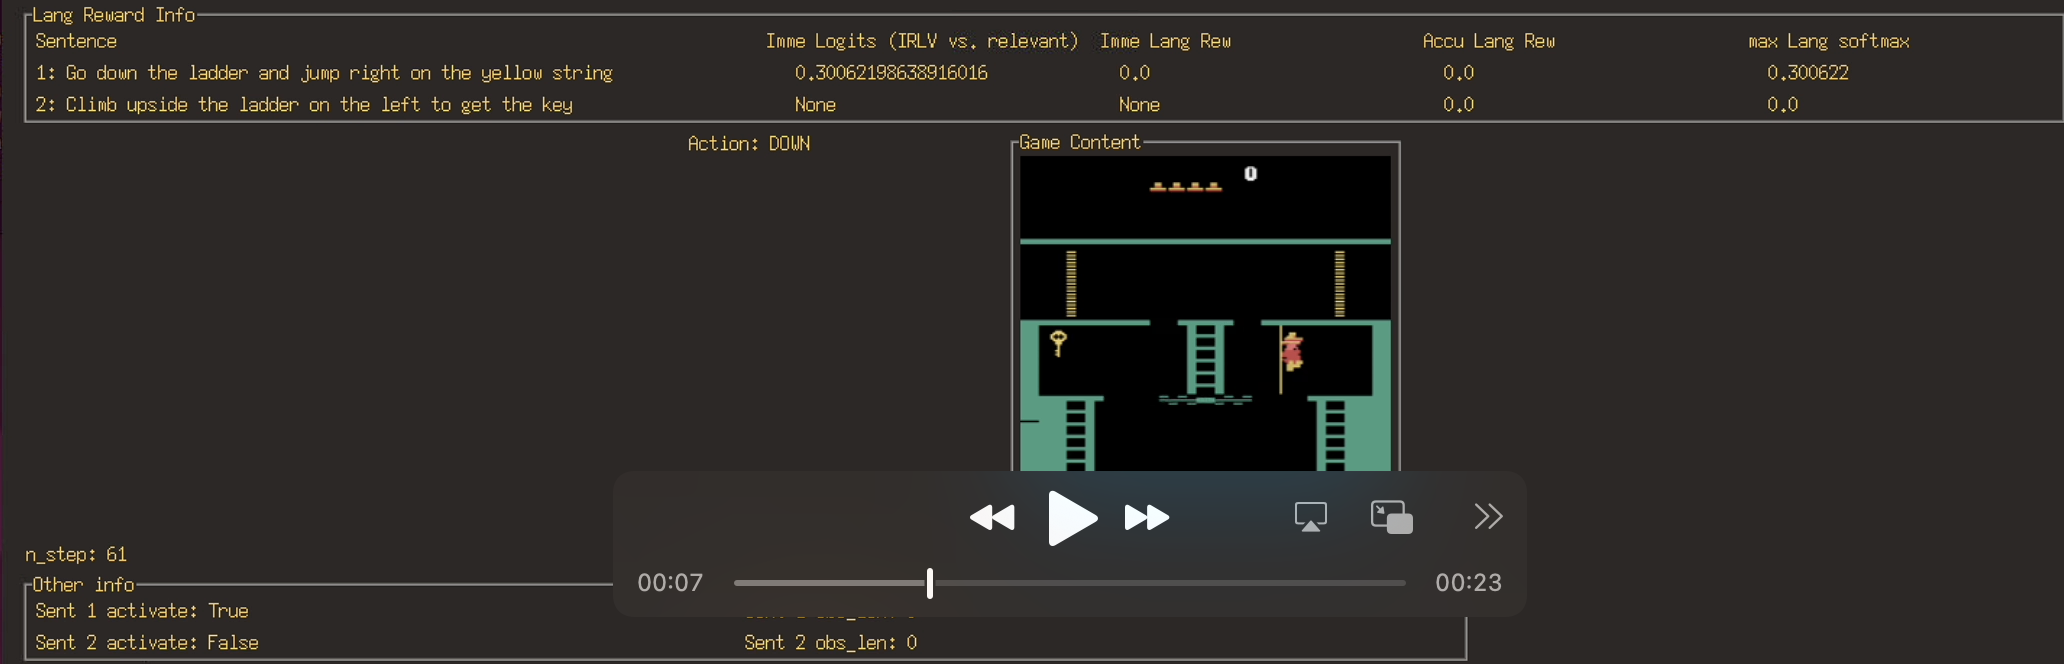 Lang Reward Info
Sentence Imme Logits (IRLV vs. relevant) Imme Lang Rew Accu Lang Rew max Lang softmax
1: Go down the ladder and jump right on the yellow string 0.30062198638916016 0.0 0.0 0.300622
2: Climb upside the ladder on the left to get the key None None 0.0 0.0
Action: DOWN
Game Content
0
n_step: 61
00:07 00:23
Other info
Sent 1 activate: True
Sent 2 activate: False Sent 2 obs_len: 0